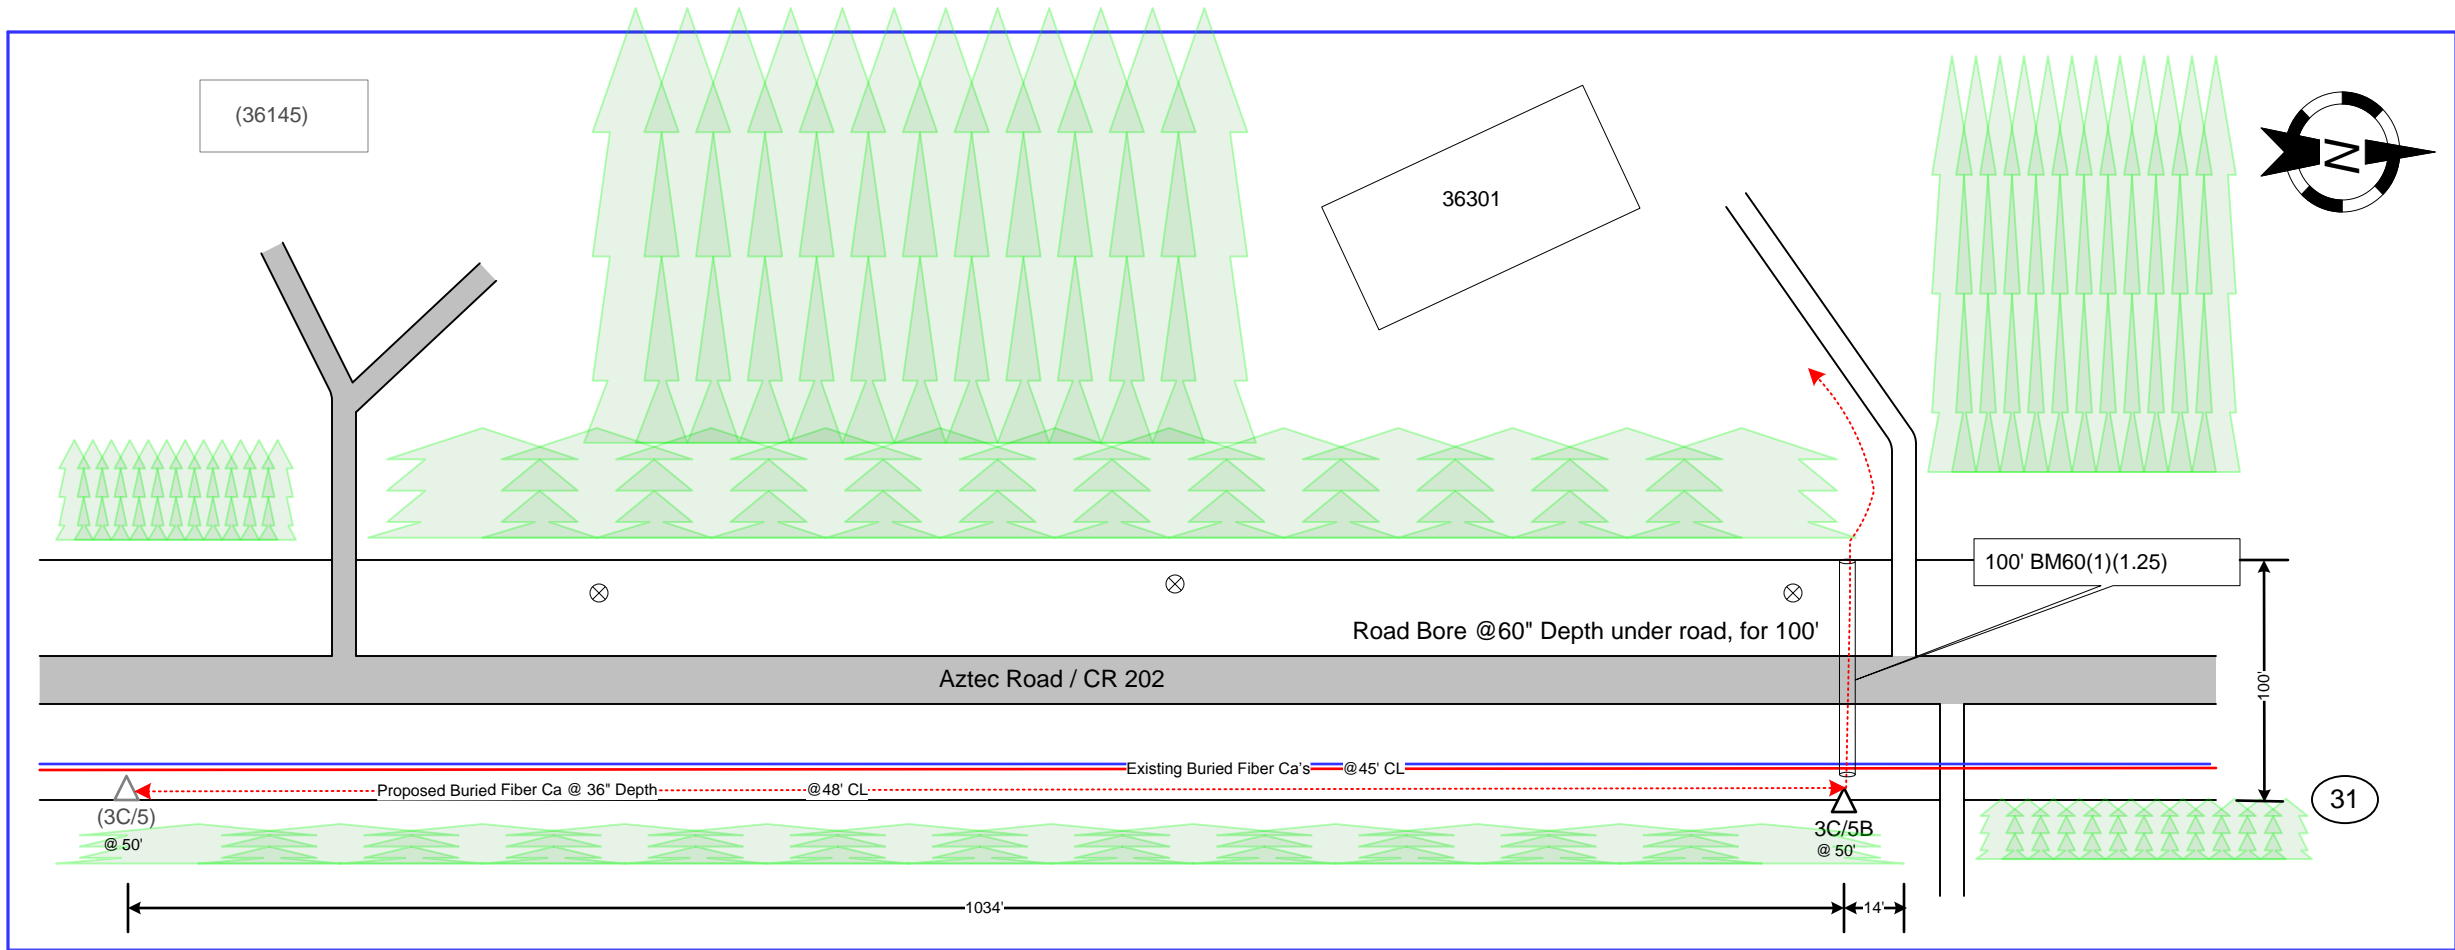 (36145)
36301
N
100' BM60(1)(1.25)
Road Bore @60" Depth under road, for 100'
Aztec Road / CR 202
100'
Existing Buried Fiber Ca's @45' CL
Proposed Buried Fiber Ca @ 36" Depth @48' CL
31
(3C/5)
@ 50'
3C/5B
@ 50'
1034'
14'